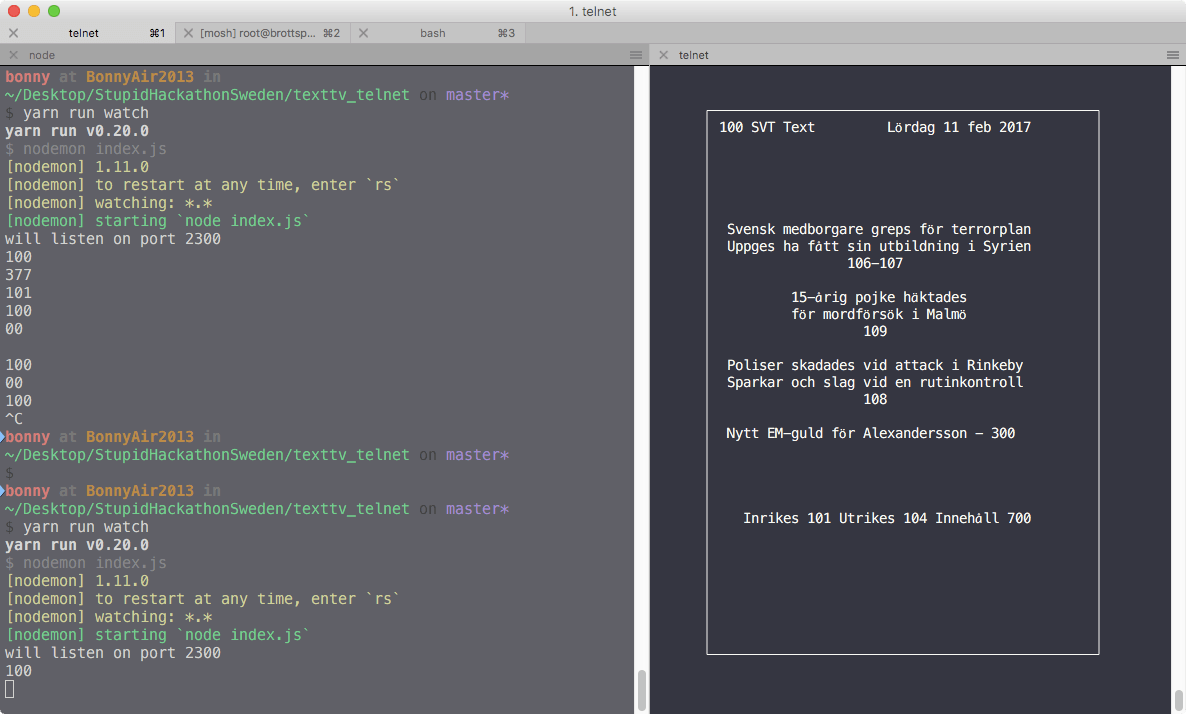 1. telnet
telnet ⌘1 [mosh] root@brottsp... ⌘2 bash ⌘3
node
bonny at BonnyAir2013 in
~/Desktop/StupidHackathonSweden/texttv_telnet on master*
$ yarn run watch
yarn run v0.20.0
$ nodemon index.js
[nodemon] 1.11.0
[nodemon] to restart at any time, enter `rs`
[nodemon] watching: *.*
[nodemon] starting `node index.js`
will listen on port 2300
100
377
101
100
00
100
00
100
^C
bonny at BonnyAir2013 in
~/Desktop/StupidHackathonSweden/texttv_telnet on master*
$
bonny at BonnyAir2013 in
~/Desktop/StupidHackathonSweden/texttv_telnet on master*
$ yarn run watch
yarn run v0.20.0
$ nodemon index.js
[nodemon] 1.11.0
[nodemon] to restart at any time, enter `rs`
[nodemon] watching: *.*
[nodemon] starting `node index.js`
will listen on port 2300
100
telnet
100 SVT Text Lördag 11 feb 2017
Svensk medborgare greps för terrorplan
Uppges ha fått sin utbildning i Syrien
106-107
15-årig pojke häktades
för mordförsök i Malmö
109
Poliser skadades vid attack i Rinkeby
Sparkar och slag vid en rutinkontroll
108
Nytt EM-guld för Alexandersson - 300
Inrikes 101 Utrikes 104 Innehåll 700